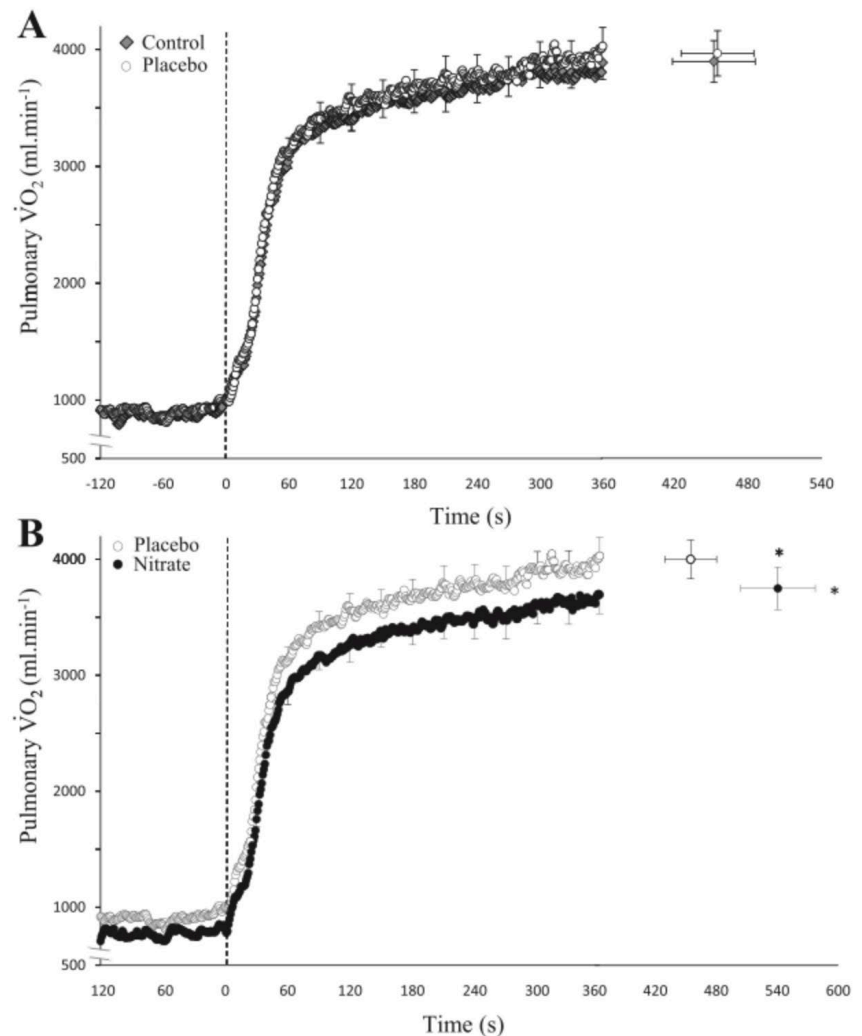 A
Control
Placebo
4000
3000
2000
1000
500
Pulmonary V̇O₂ (ml.min⁻¹)
-120 -60 0 60 120 180 240 300 360 420 480 540
Time (s)
B
Placebo
Nitrate
4000
3000
2000
1000
500
Pulmonary V̇O₂ (ml.min⁻¹)
*
*
120 60 0 60 120 180 240 300 360 420 480 540 600
Time (s)